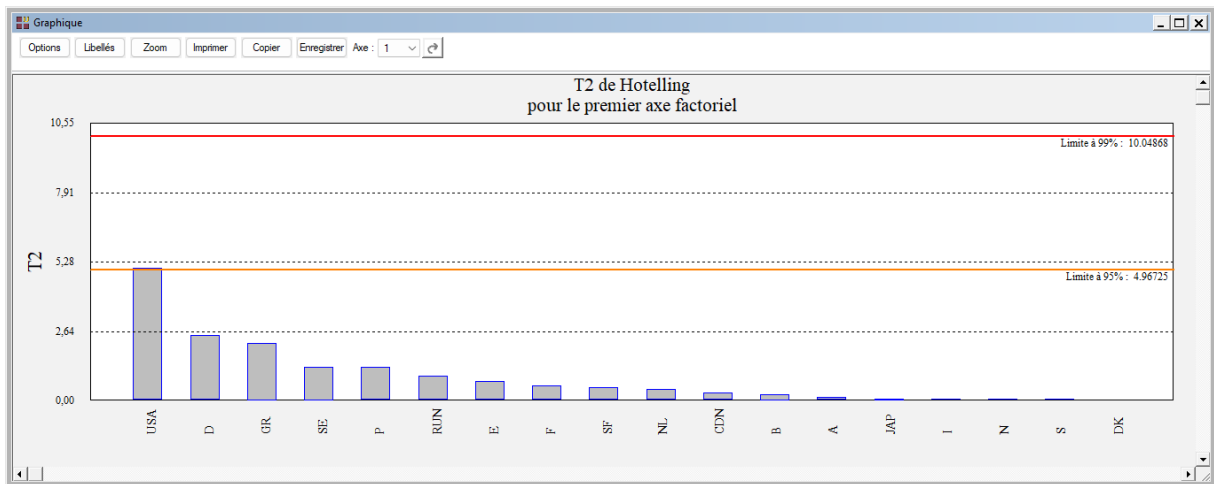 Graphique
Options Libellés Zoom Imprimer Copier Enregistrer Axe : 1
T2 de Hotelling
pour le premier axe factoriel
10,55
Limite à 99% : 10.04868
7,91
5,28
Limite à 95% : 4.96725
2,64
0,00
T2
USA D GR SE P RUN E F SF NL CDN B A JAP I N S DK